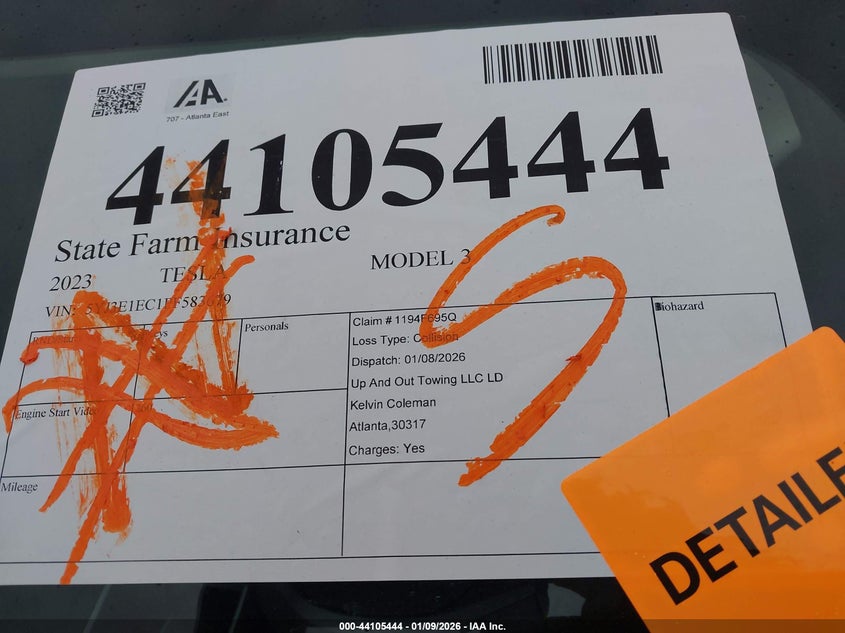 IAA
707 - Atlanta East
44105444
State Farm Insurance
2023 TESLA MODEL 3
VIN:
Personals
Biohazard
Claim # 1194F695Q
Loss Type: Collision
Dispatch: 01/08/2026
Up And Out Towing LLC LD
Kelvin Coleman
Atlanta,30317
Charges: Yes
Engine Start Video
Mileage
S
DETAILE
000-44105444 - 01/09/2026 - IAA Inc.